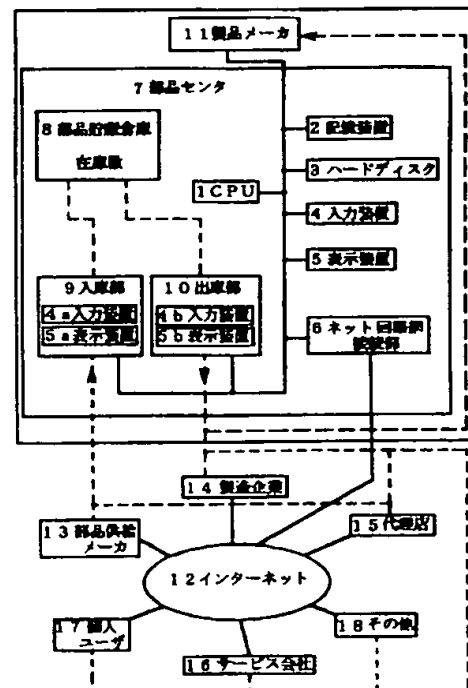 11製品メーカ
7部品センタ
8部品貯蔵倉庫
在庫数
2記憶装置
3ハードディスク
1CPU
4入力装置
5表示装置
9入庫部
4a入力装置
5a表示装置
10出庫部
4b入力装置
5b表示装置
6ネット回線網
接続部
14製造企業
13部品供給
メーカ
15代理店
12インターネット
17個人
ユーザ
18その他
16サービス会社